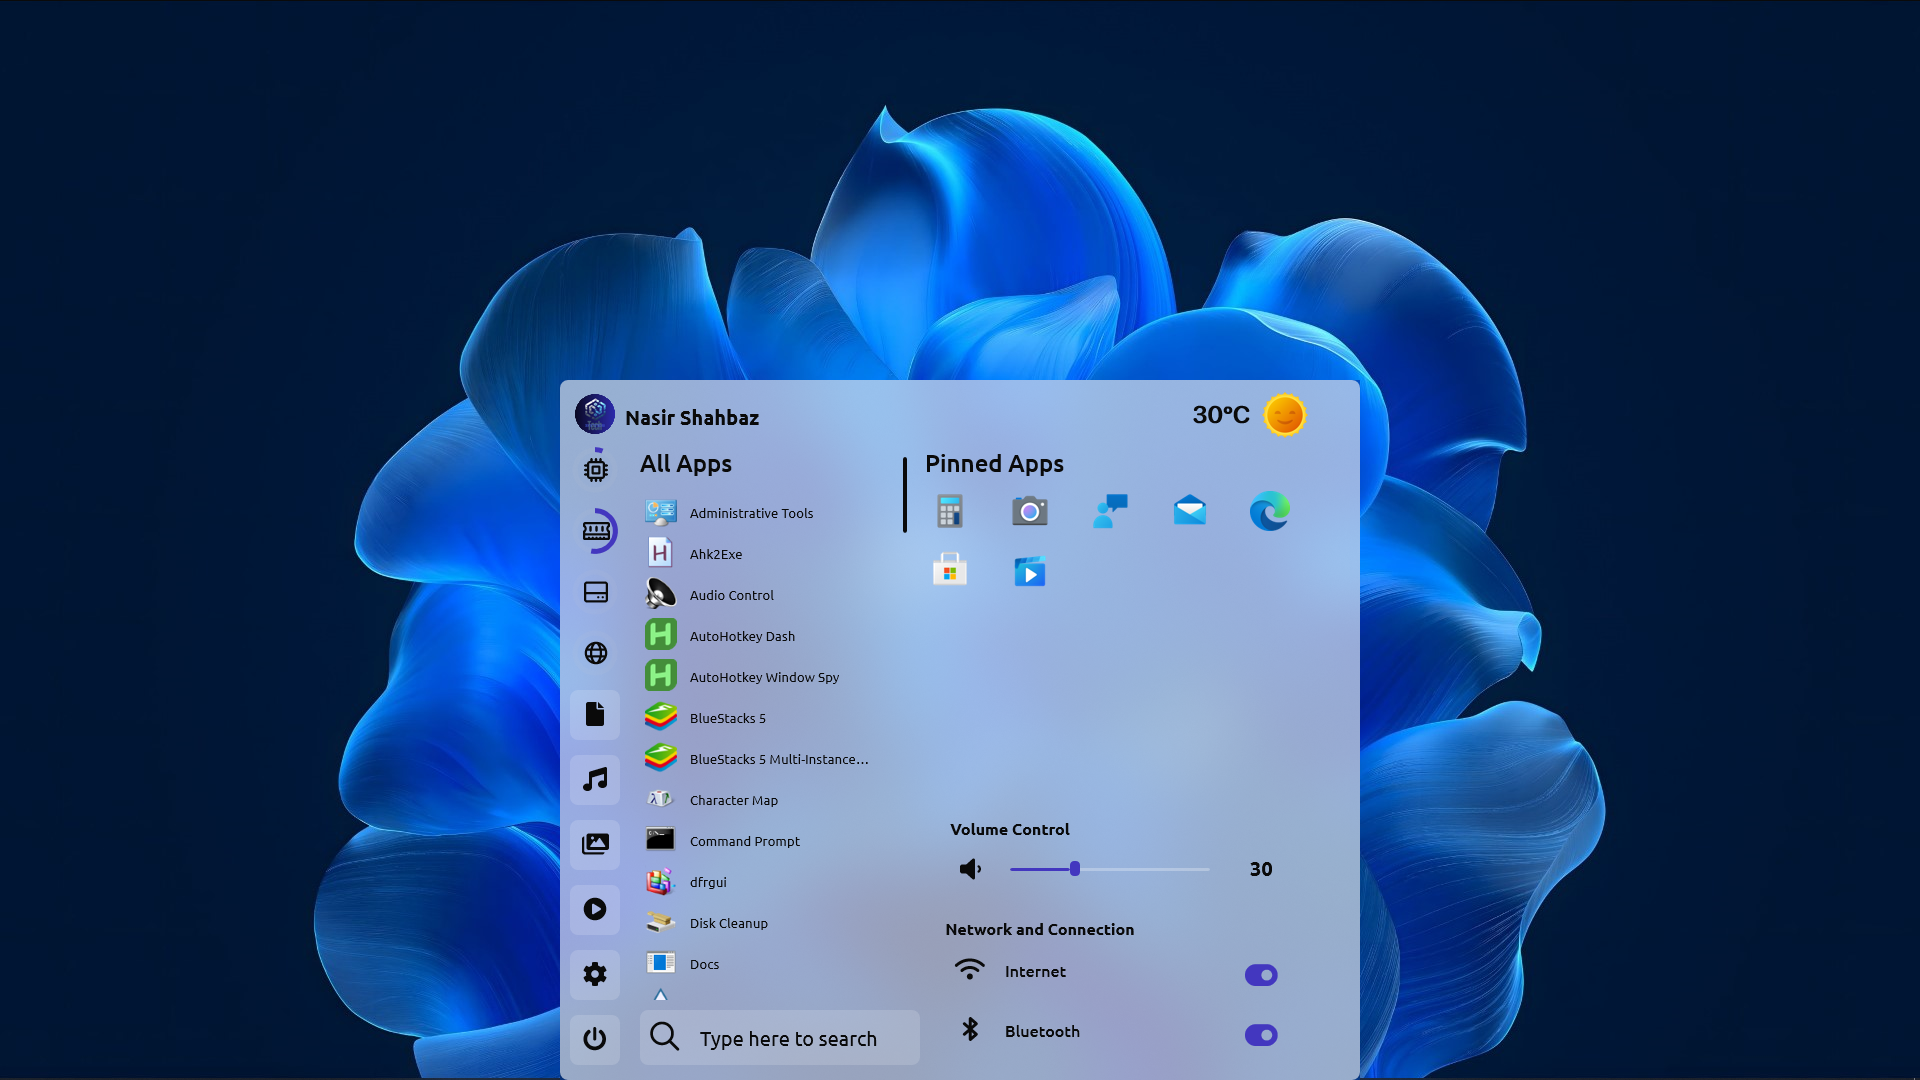 Nasir Shahbaz
30°C
All Apps
Administrative Tools
Ahk2Exe
Audio Control
AutoHotkey Dash
AutoHotkey Window Spy
BlueStacks 5
BlueStacks 5 Multi-Instance...
Character Map
Command Prompt
dfrgui
Disk Cleanup
Docs
Type here to search
Pinned Apps
Volume Control
30
Network and Connection
Internet
Bluetooth